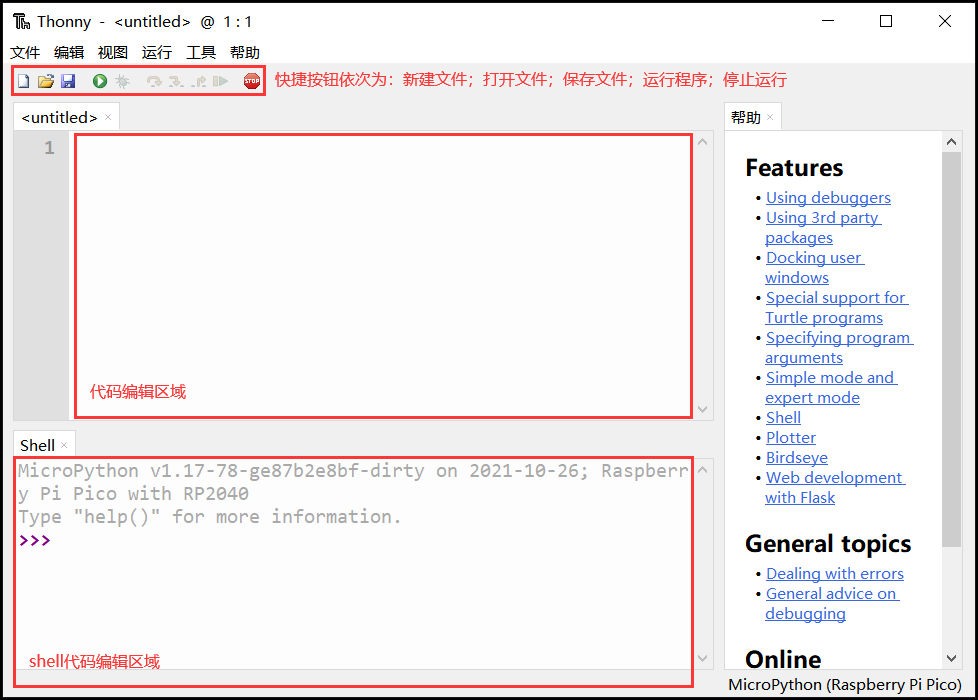 Thonny - <untitled> @ 1 : 1
文件 编辑 视图 运行 工具 帮助
STOP
快捷按钮依次为：新建文件；打开文件；保存文件；运行程序；停止运行
<untitled> ×
1
代码编辑区域
Shell ×
MicroPython v1.17-78-ge87b2e8bf-dirty on 2021-10-26; Raspberr
y Pi Pico with RP2040
Type "help()" for more information.
>>>
shell代码编辑区域
帮助 ×
Features
• Using debuggers
• Using 3rd party
packages
• Docking user
windows
• Special support for
Turtle programs
• Specifying program
arguments
• Simple mode and
expert mode
• Shell
• Plotter
• Birdseye
• Web development
with Flask
General topics
• Dealing with errors
• General advice on
debugging
Online
MicroPython (Raspberry Pi Pico)